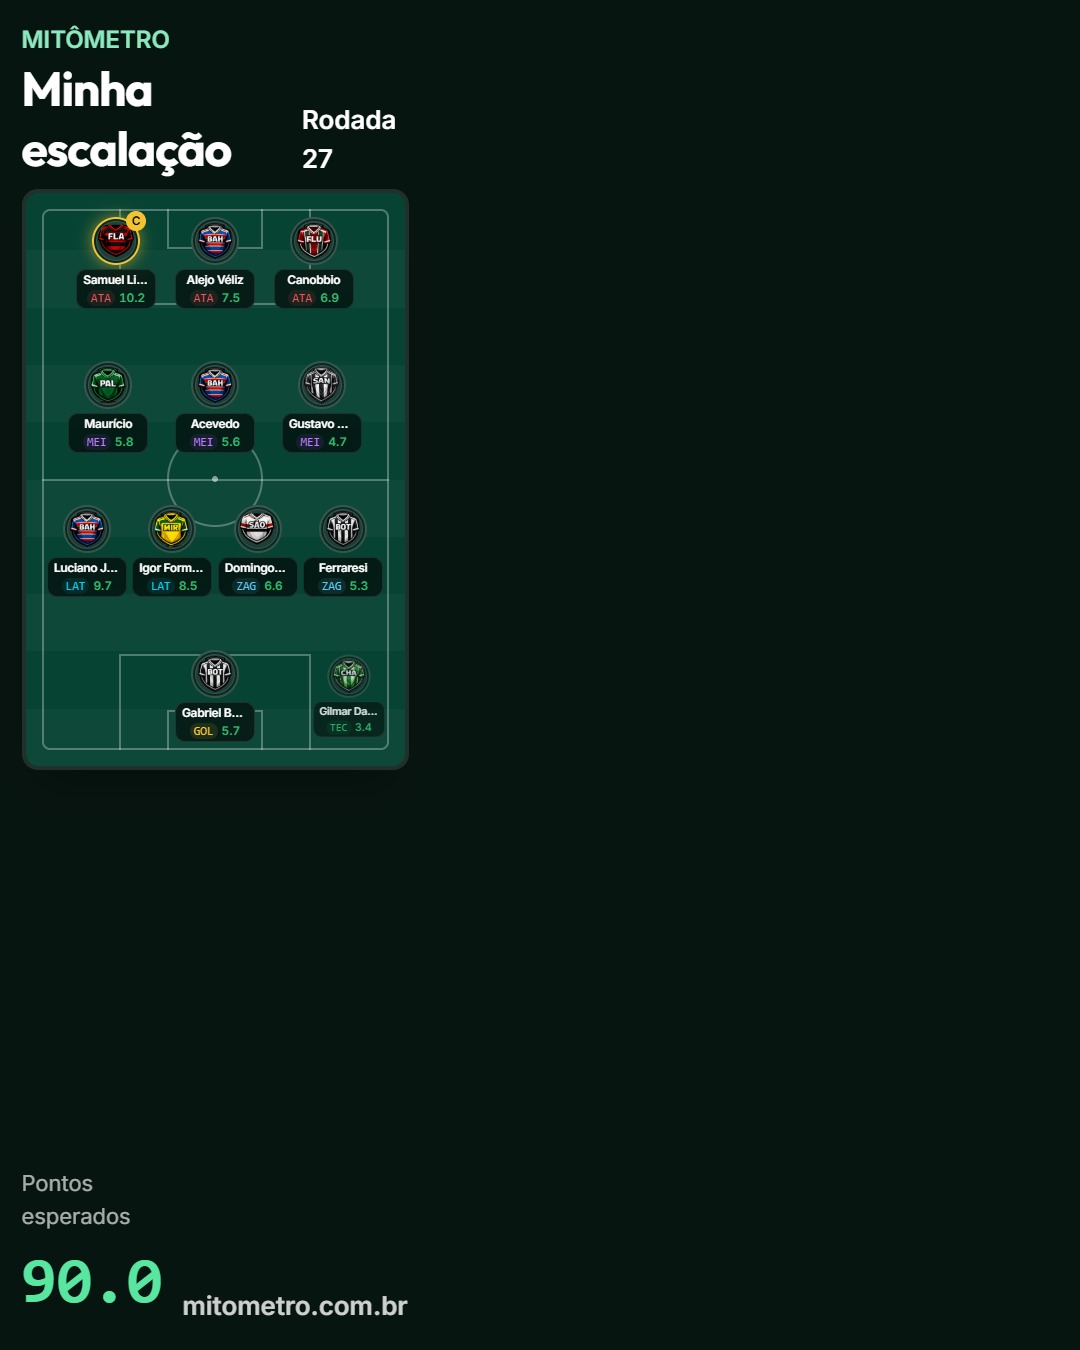 MITÔMETRO
Minha
escalação
Rodada
27
C
FLA
BAH
FLU
Samuel Li...
Alejo Véliz
Canobbio
ATA 10.2
ATA 7.5
ATA 6.9
PAL
BAH
SAN
Maurício
Acevedo
Gustavo ...
MEI 5.8
MEI 5.6
MEI 4.7
BAH
MIR
SAO
BOT
Luciano J...
Igor Form...
Domingo...
Ferraresi
LAT 9.7
LAT 8.5
ZAG 6.6
ZAG 5.3
BOT
CHA
Gabriel B...
Gilmar Da...
GOL 5.7
TEC 3.4
Pontos
esperados
90.0
mitometro.com.br